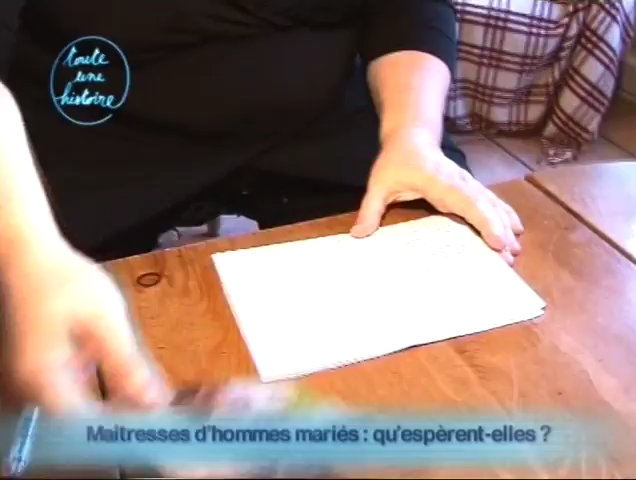 toute
une
histoire
Maitresses d'hommes mariés : qu'espèrent-elles ?